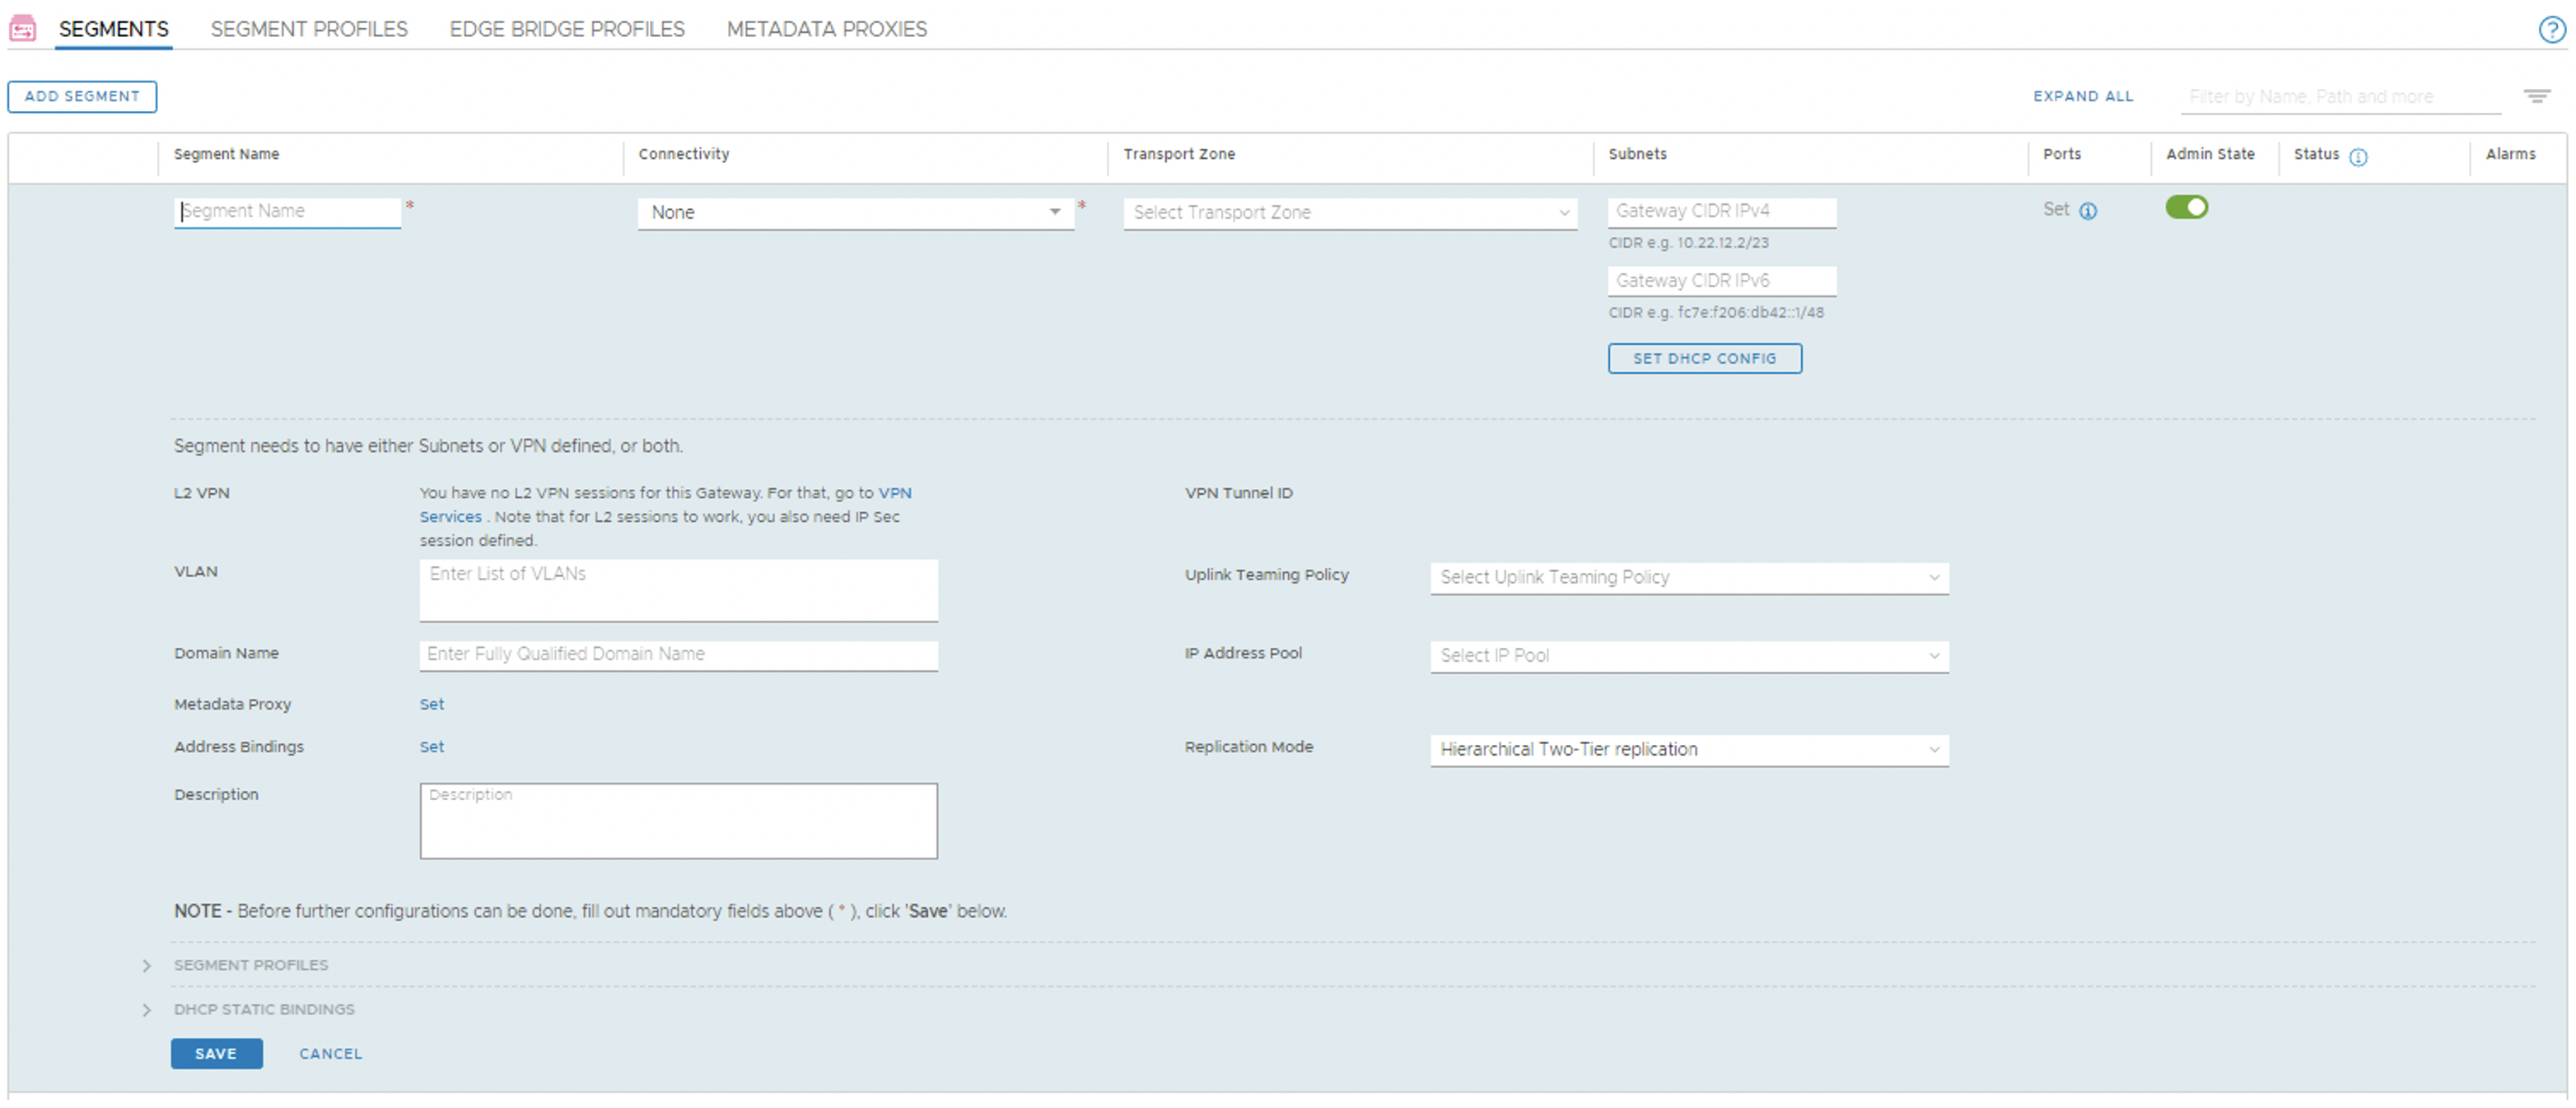 SEGMENTS SEGMENT PROFILES EDGE BRIDGE PROFILES METADATA PROXIES ?
ADD SEGMENT EXPAND ALL Filter by Name, Path and more
Segment Name Connectivity Transport Zone Subnets Ports Admin State Status Alarms
Segment Name * None * Select Transport Zone Gateway CIDR IPv4 Set
CIDR e.g. 10.22.12.2/23
Gateway CIDR IPv6
CIDR e.g. fc7e:f206:db42::1/48
SET DHCP CONFIG
Segment needs to have either Subnets or VPN defined, or both.
L2 VPN You have no L2 VPN sessions for this Gateway. For that, go to VPN VPN Tunnel ID
Services . Note that for L2 sessions to work, you also need IP Sec
session defined.
VLAN Enter List of VLANs Uplink Teaming Policy Select Uplink Teaming Policy
Domain Name Enter Fully Qualified Domain Name IP Address Pool Select IP Pool
Metadata Proxy Set
Address Bindings Set Replication Mode Hierarchical Two-Tier replication
Description Description
NOTE - Before further configurations can be done, fill out mandatory fields above ( * ), click 'Save' below.
SEGMENT PROFILES
DHCP STATIC BINDINGS
SAVE CANCEL